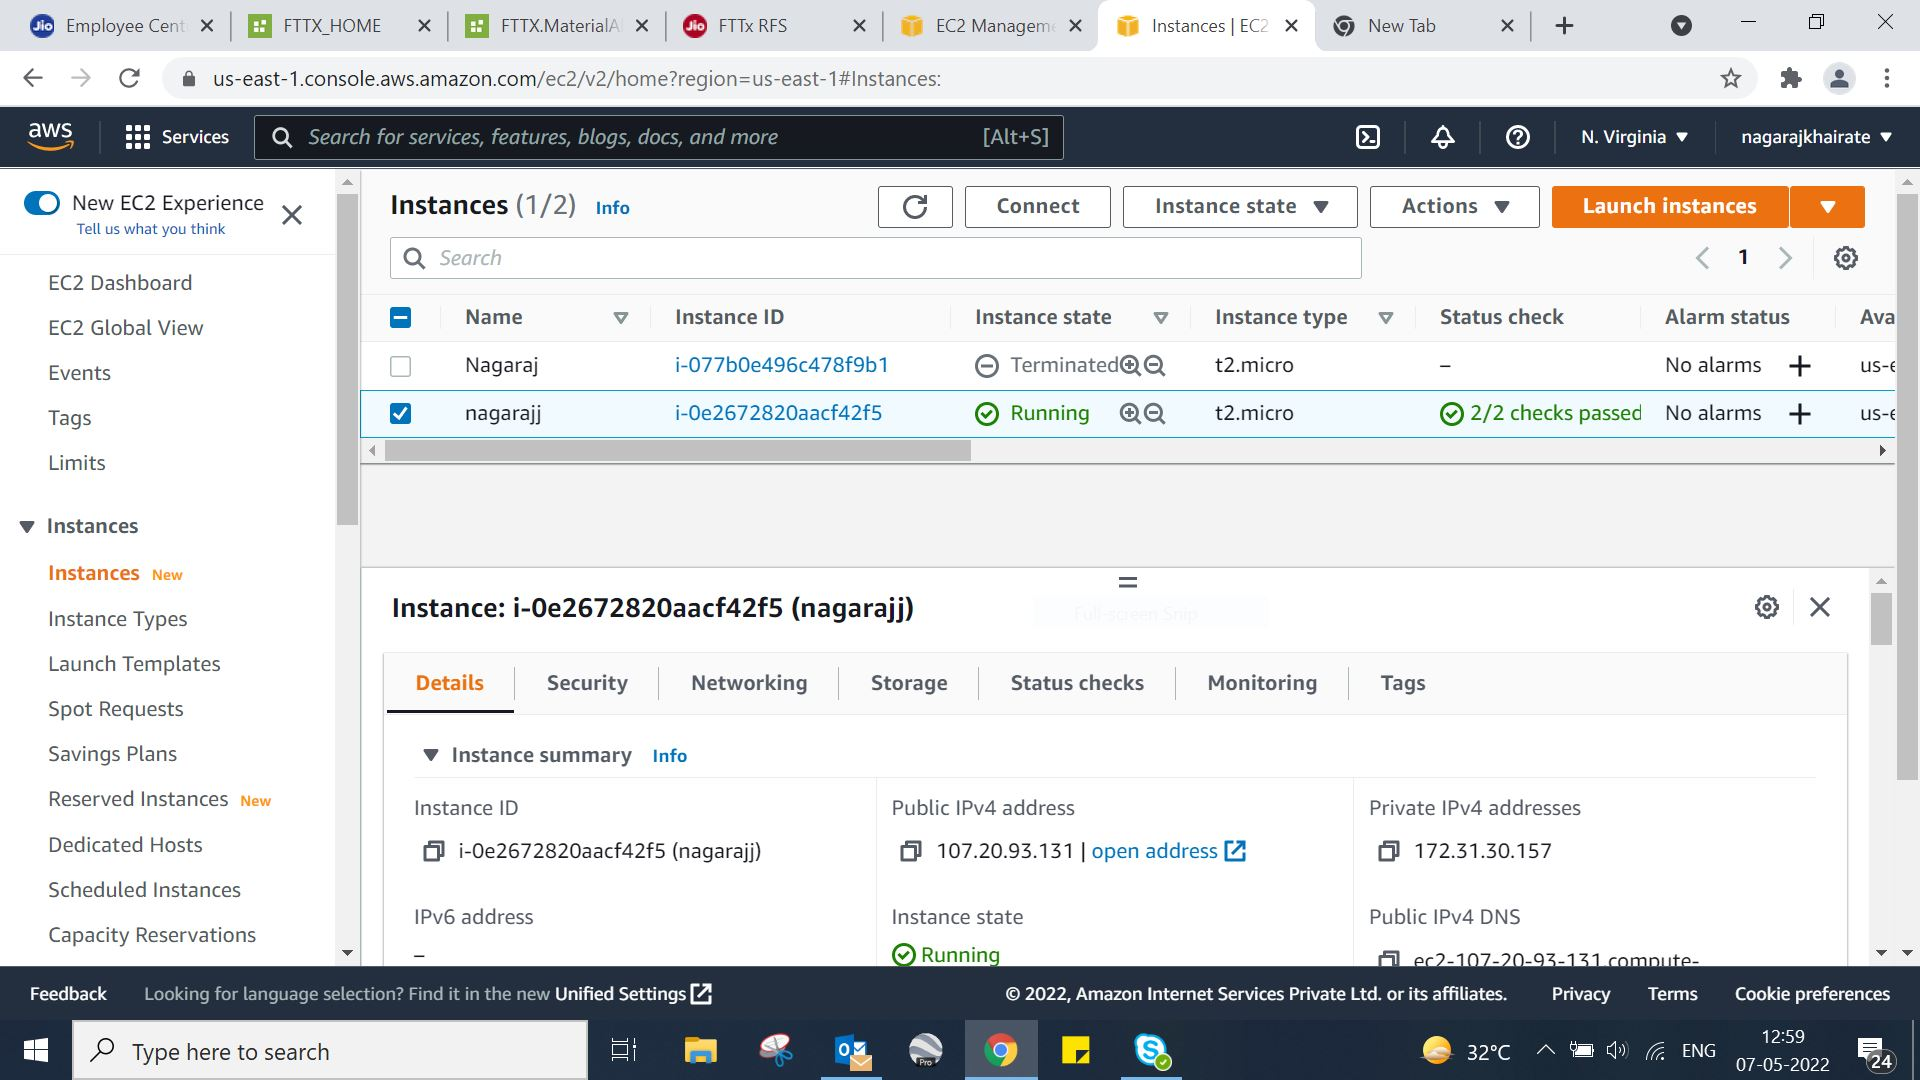 Jio Employee Cent
FTTX_HOME
FTTX.MaterialA
Jio FTTx RFS
EC2 Managem
Instances | EC2
New Tab
us-east-1.console.aws.amazon.com/ec2/v2/home?region=us-east-1#Instances:
aws
Services
Search for services, features, blogs, docs, and more
[Alt+S]
N. Virginia
nagarajkhairate
New EC2 Experience
Tell us what you think
EC2 Dashboard
EC2 Global View
Events
Tags
Limits
Instances
Instances New
Instance Types
Launch Templates
Spot Requests
Savings Plans
Reserved Instances New
Dedicated Hosts
Scheduled Instances
Capacity Reservations
Instances (1/2) Info
Connect
Instance state
Actions
Launch instances
Search
1
Name Instance ID Instance state Instance type Status check Alarm status Ava
Nagaraj i-077b0e496c478f9b1 Terminated t2.micro – No alarms + us-e
nagarajj i-0e2672820aacf42f5 Running t2.micro 2/2 checks passed No alarms + us-e
Instance: i-0e2672820aacf42f5 (nagarajj)
Full-screen Snip
Details Security Networking Storage Status checks Monitoring Tags
Instance summary Info
Instance ID
i-0e2672820aacf42f5 (nagarajj)
Public IPv4 address
107.20.93.131 | open address
Private IPv4 addresses
172.31.30.157
IPv6 address
–
Instance state
Running
Public IPv4 DNS
ec2-107-20-93-131.compute-
Feedback
Looking for language selection? Find it in the new Unified Settings
© 2022, Amazon Internet Services Private Ltd. or its affiliates.
Privacy
Terms
Cookie preferences
Type here to search
Pro
32°C
ENG
12:59
07-05-2022
24